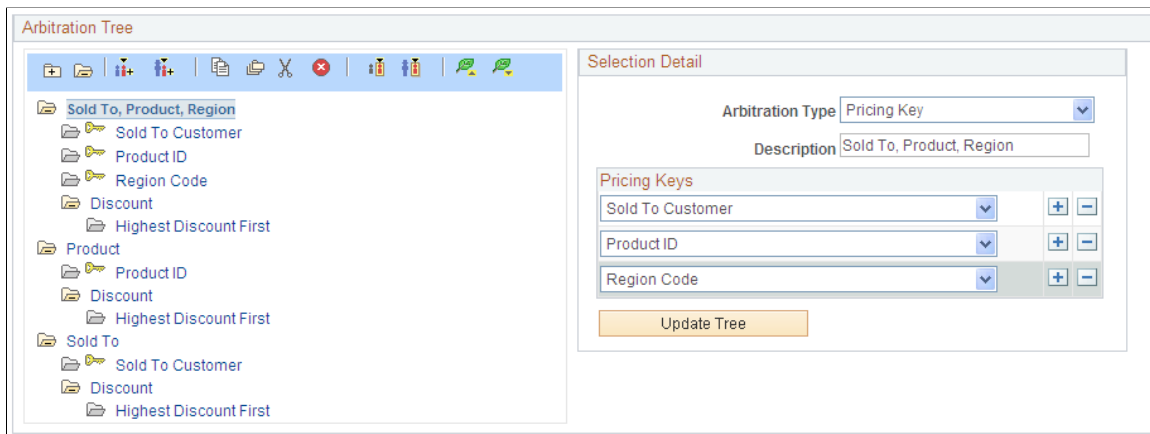 Arbitration Tree
Sold To, Product, Region
Sold To Customer
Product ID
Region Code
Discount
Highest Discount First
Product
Product ID
Discount
Highest Discount First
Sold To
Sold To Customer
Discount
Highest Discount First
Selection Detail
Arbitration Type Pricing Key
Description Sold To, Product, Region
Pricing Keys
Sold To Customer
Product ID
Region Code
Update Tree